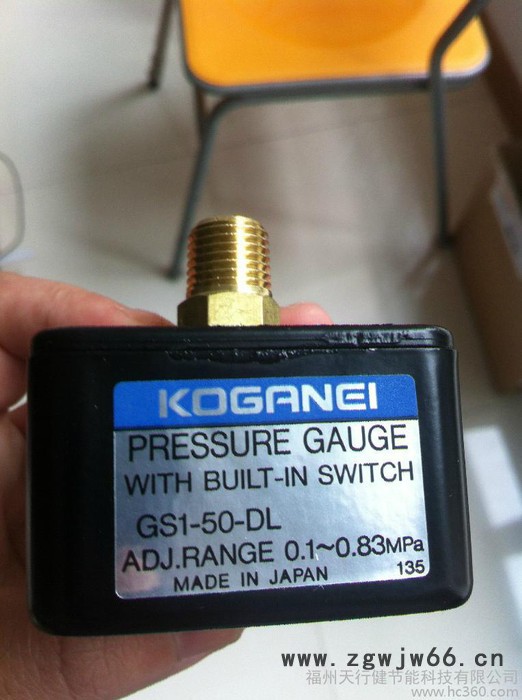 KOGANEI
PRESSURE GAUGE
WITH BUILT-IN SWITCH
GS1-50-DL
ADJ.RANGE 0.1~0.83MPa
MADE IN JAPAN 135
www.zgwjw66.cn
福州天行健节能科技有限公司
www.hc360.com